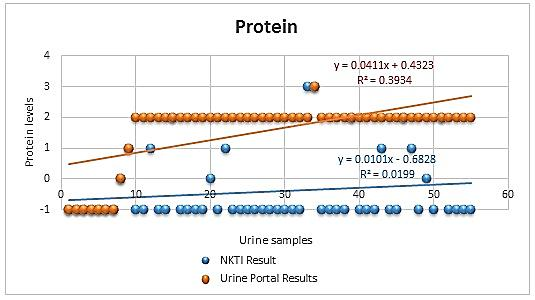 Protein
4
y = 0.0411x + 0.4323
R² = 0.3934
3
2
1
y = 0.0101x - 0.6828
R² = 0.0199
0
0 10 20 30 40 50 60
-1
Protein levels
Urine samples
NKTI Result
Urine Portal Results